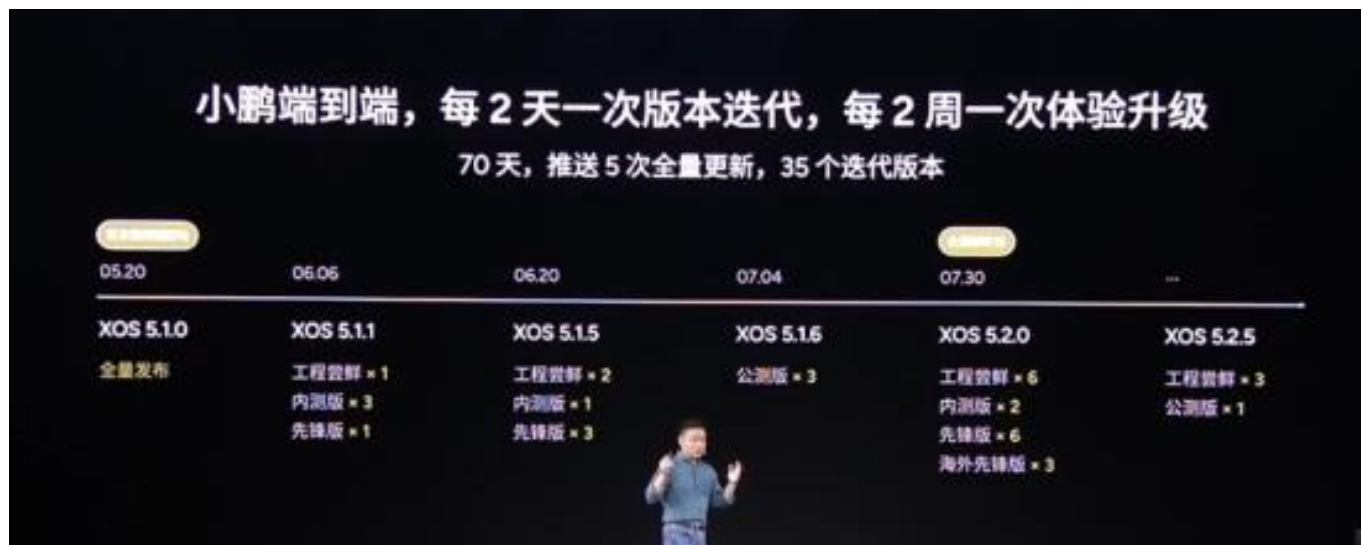 小鹏端到端，每 2 天一次版本迭代，每 2 周一次体验升级
70 天，推送 5 次全量更新，35 个迭代版本
05.20 06.06 06.20 07.04 07.30 ...
XOS 5.1.0 XOS 5.1.1 XOS 5.1.5 XOS 5.1.6 XOS 5.2.0 XOS 5.2.5
全量发布 工程尝鲜 × 1 工程尝鲜 × 2 公测版 × 3 工程尝鲜 × 6 工程尝鲜 × 3
内测版 × 3 内测版 × 1 内测版 × 2 公测版 × 1
先锋版 × 1 先锋版 × 3 先锋版 × 6
海外先锋版 × 3